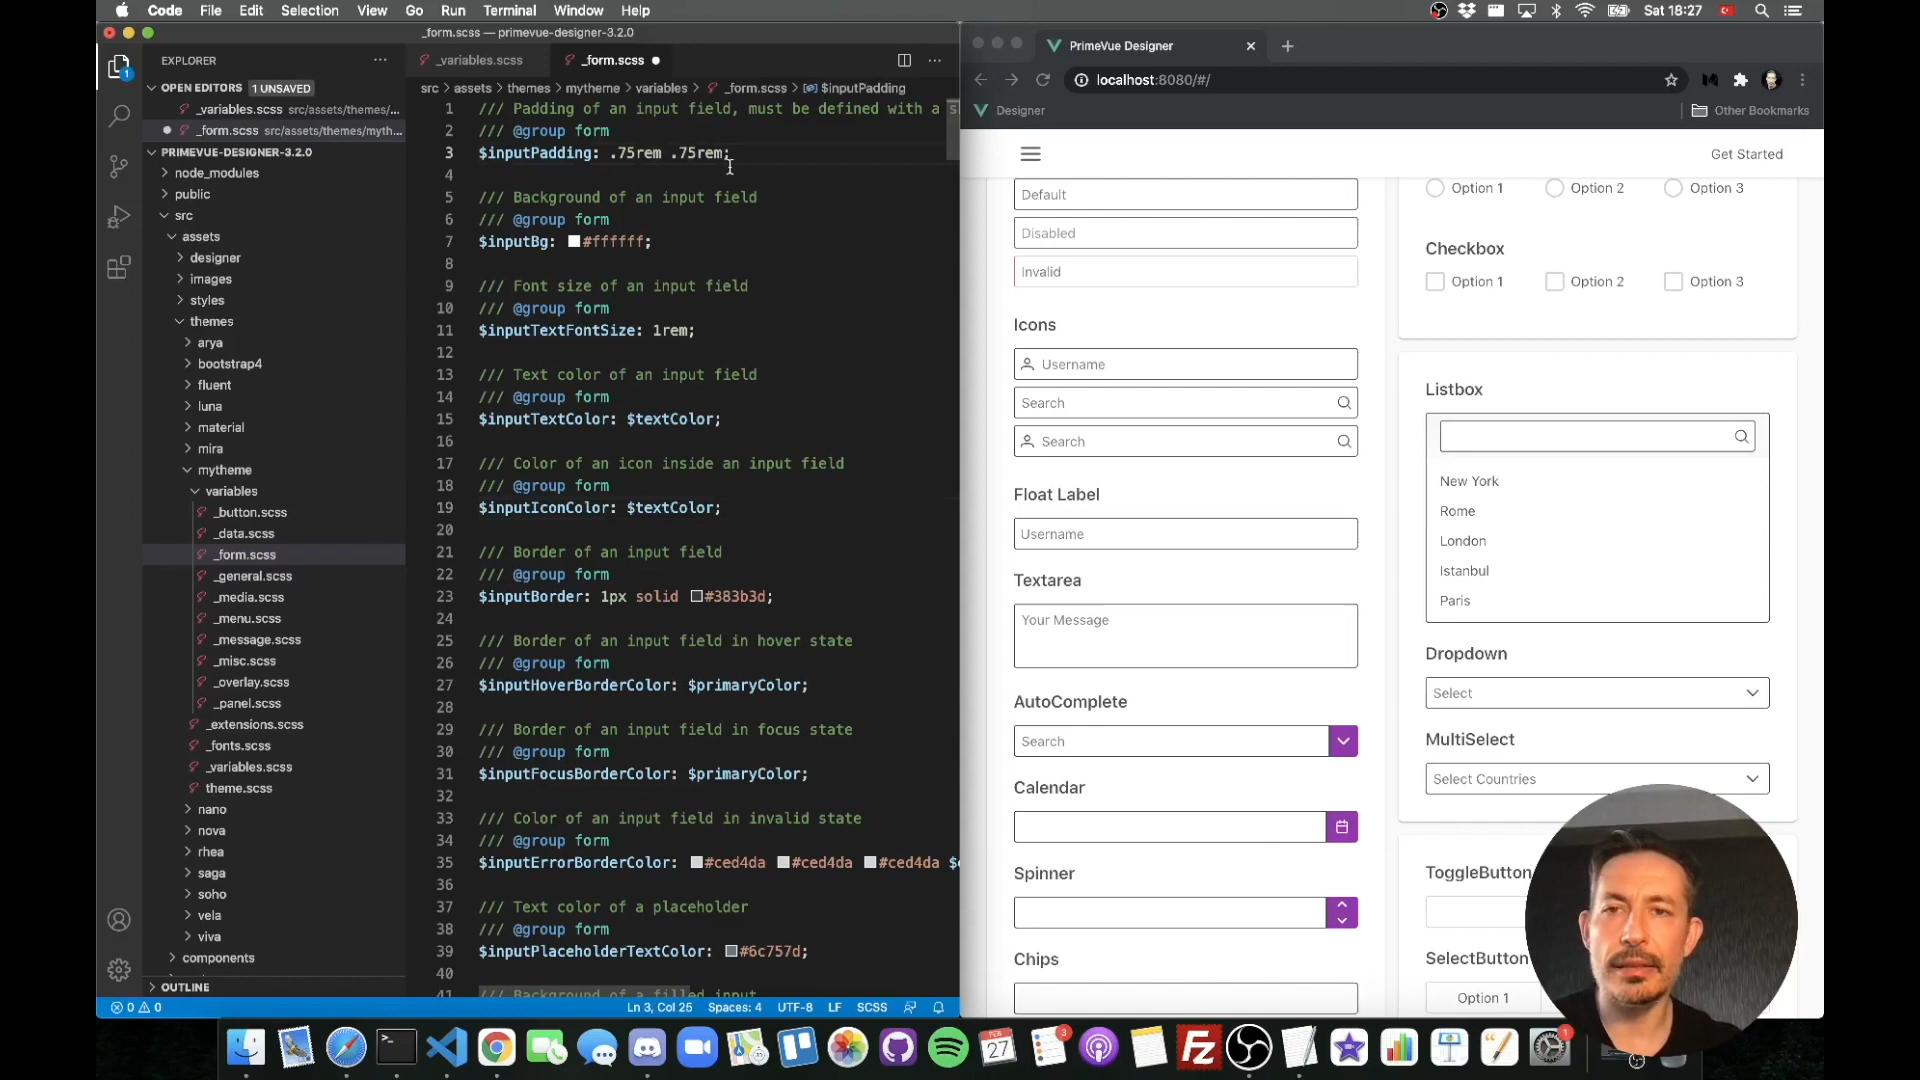 Code File Edit Selection View Go Run Terminal Window Help
Sat 18:27
_form.scss — primevue-designer-3.2.0
EXPLORER
OPEN EDITORS 1 UNSAVED
_variables.scss src/assets/themes/...
_form.scss src/assets/themes/myth...
PRIMEVUE-DESIGNER-3.2.0
node_modules
public
src
assets
designer
images
styles
themes
arya
bootstrap4
fluent
luna
material
mira
mytheme
variables
_button.scss
_data.scss
_form.scss
_general.scss
_media.scss
_menu.scss
_message.scss
_misc.scss
_overlay.scss
_panel.scss
_extensions.scss
_fonts.scss
_variables.scss
theme.scss
nano
nova
rhea
saga
soho
vela
viva
components
OUTLINE
_variables.scss
_form.scss
src > assets > themes > mytheme > variables > _form.scss > $inputPadding
1 /// Padding of an input field, must be defined with a s
2 /// @group form
3 $inputPadding: .75rem .75rem;
4
5 /// Background of an input field
6 /// @group form
7 $inputBg: #ffffff;
8
9 /// Font size of an input field
10 /// @group form
11 $inputTextFontSize: 1rem;
12
13 /// Text color of an input field
14 /// @group form
15 $inputTextColor: $textColor;
16
17 /// Color of an icon inside an input field
18 /// @group form
19 $inputIconColor: $textColor;
20
21 /// Border of an input field
22 /// @group form
23 $inputBorder: 1px solid #383b3d;
24
25 /// Border of an input field in hover state
26 /// @group form
27 $inputHoverBorderColor: $primaryColor;
28
29 /// Border of an input field in focus state
30 /// @group form
31 $inputFocusBorderColor: $primaryColor;
32
33 /// Color of an input field in invalid state
34 /// @group form
35 $inputErrorBorderColor: #ced4da #ced4da #ced4da
36
37 /// Text color of a placeholder
38 /// @group form
39 $inputPlaceholderTextColor: #6c757d;
40
41 /// Background of a filled input
0 0
Ln 3, Col 25 Spaces: 4 UTF-8 LF SCSS
PrimeVue Designer
localhost:8080/#/
Designer
Other Bookmarks
Get Started
Default
Disabled
Invalid
Icons
Username
Search
Search
Float Label
Username
Textarea
Your Message
AutoComplete
Search
Calendar
Spinner
Chips
Option 1 Option 2 Option 3
Checkbox
Option 1 Option 2 Option 3
Listbox
New York
Rome
London
Istanbul
Paris
Dropdown
Select
MultiSelect
Select Countries
ToggleButton
SelectButton
Option 1
27
3
1